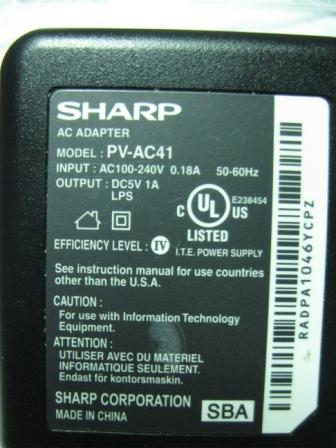 SHARP
AC ADAPTER
MODEL : PV-AC41
INPUT : AC100-240V 0.18A 50-60Hz
OUTPUT : DC5V 1A
LPS
C UL US
E238454
LISTED
I.T.E. POWER SUPPLY
EFFICIENCY LEVEL : IV
See instruction manual for use countries
other than the U.S.A.
CAUTION :
For use with Information Technology
Equipment.
ATTENTION :
UTILISER AVEC DU MATERIEL
INFORMATIQUE SEULEMENT.
Endast för kontorsmaskin.
SHARP CORPORATION
MADE IN CHINA
SBA
RADPA1046YCPZ